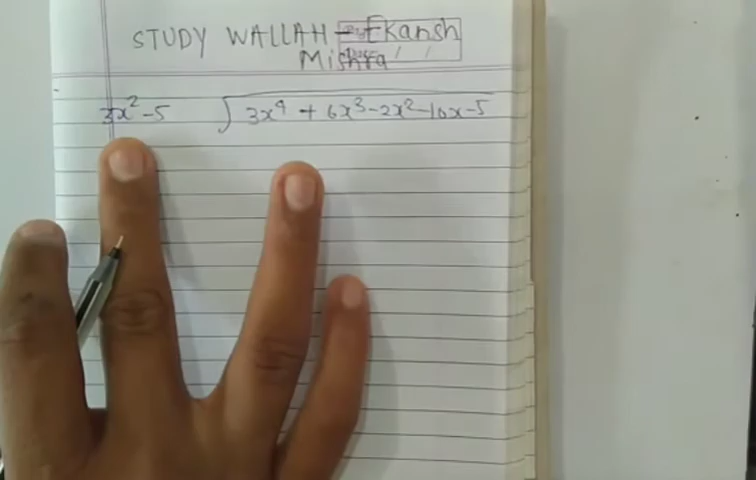 STUDY WALLAH - Ekansh
Mishra
3x² - 5 ) 3x⁴ + 6x³ - 2x² - 10x - 5